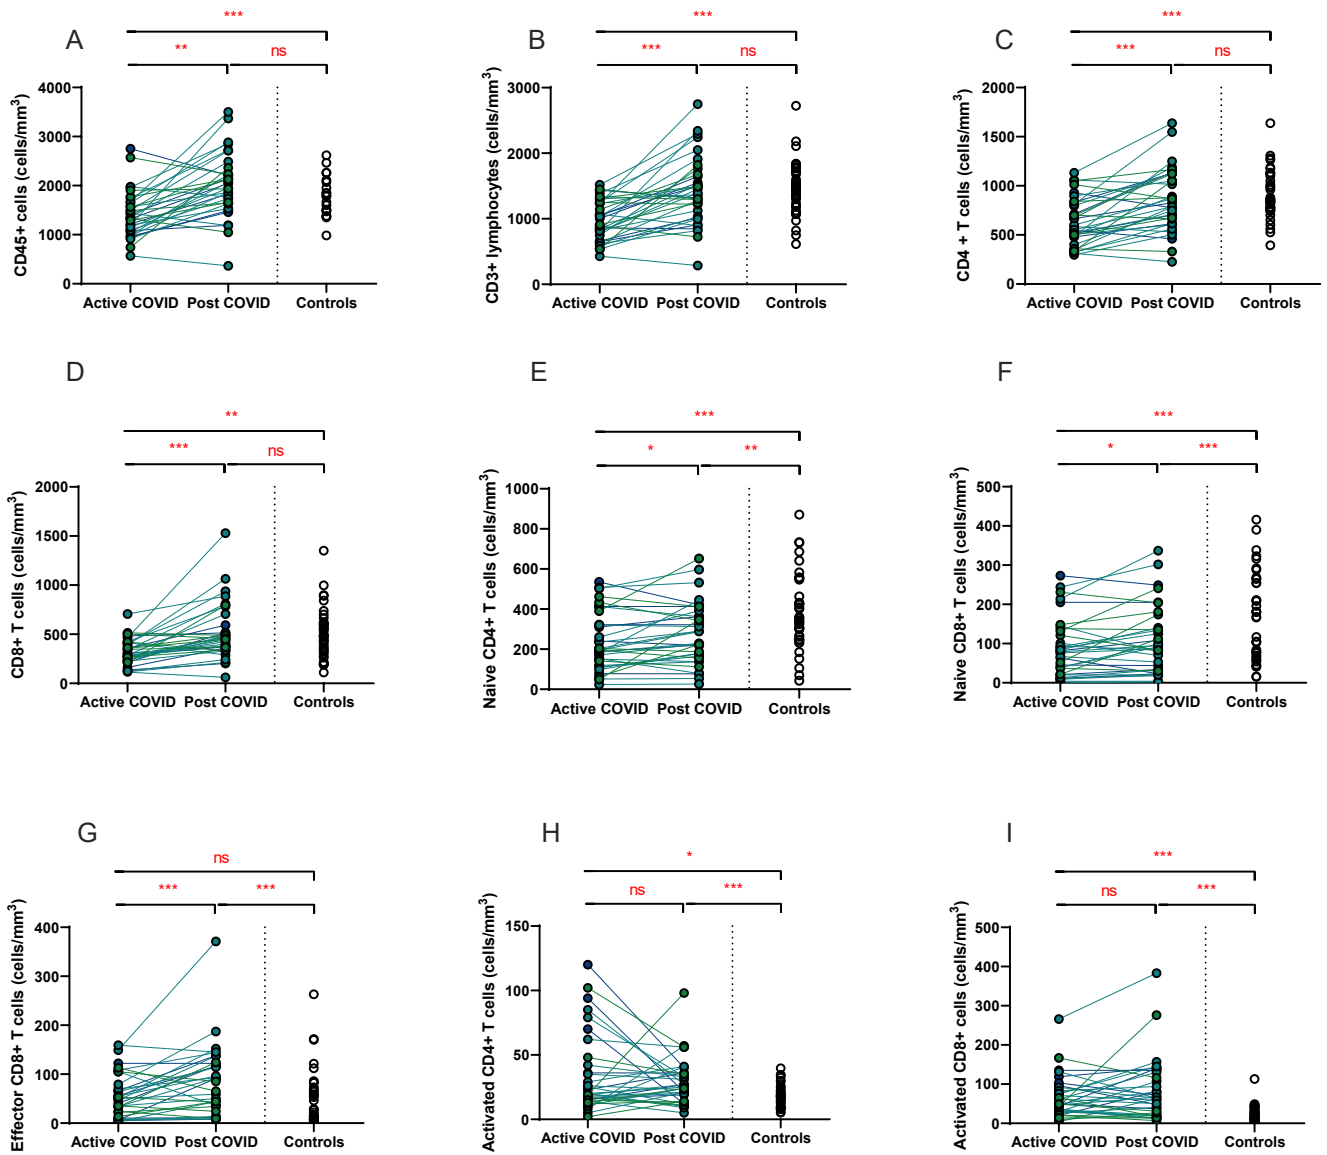 A
***
**
ns
CD45+ cells (cells/mm³)
4000
3000
2000
1000
0
Active COVID
Post COVID
Controls
B
***
***
ns
CD3+ lymphocytes (cells/mm³)
3000
2000
1000
0
Active COVID
Post COVID
Controls
C
***
***
ns
CD4 + T cells (cells/mm³)
2000
1500
1000
500
0
Active COVID
Post COVID
Controls
D
**
***
ns
CD8+ T cells (cells/mm³)
2000
1500
1000
500
0
Active COVID
Post COVID
Controls
E
***
*
**
Naive CD4+ T cells (cells/mm³)
1000
800
600
400
200
0
Active COVID
Post COVID
Controls
F
***
*
***
Naive CD8+ T cells (cells/mm³)
500
400
300
200
100
0
Active COVID
Post COVID
Controls
G
ns
***
***
Effector CD8+ T cells (cells/mm³)
400
300
200
100
0
Active COVID
Post COVID
Controls
H
*
ns
***
Activated CD4+ T cells (cells/mm³)
150
100
50
0
Active COVID
Post COVID
Controls
I
***
ns
***
Activated CD8+ cells (cells/mm³)
500
400
300
200
100
0
Active COVID
Post COVID
Controls